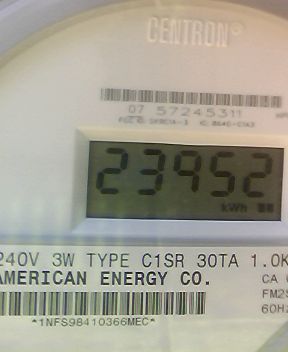 CENTRON®
07 57245311
23952
kWh
240V 3W TYPE C1SR 30TA 1.0K
AMERICAN ENERGY CO.
CA
FM2S
60Hz
*1NFS98410366MEC*